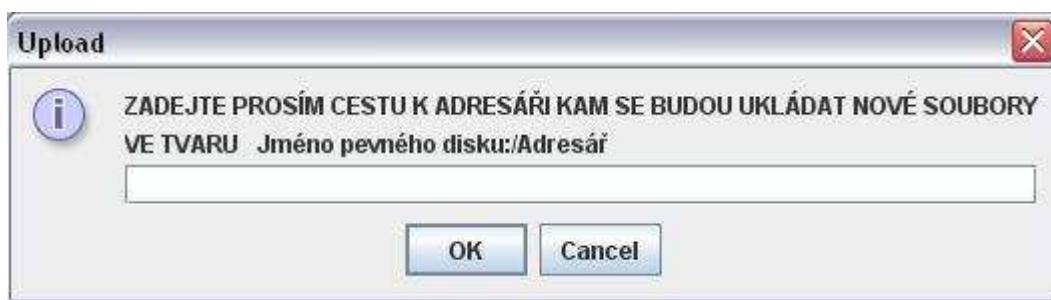 Upload
ZADEJTE PROSÍM CESTU K ADRESÁŘI KAM SE BUDOU UKLÁDAT NOVÉ SOUBORY
VE TVARU Jméno pevného disku:/Adresář
OK Cancel